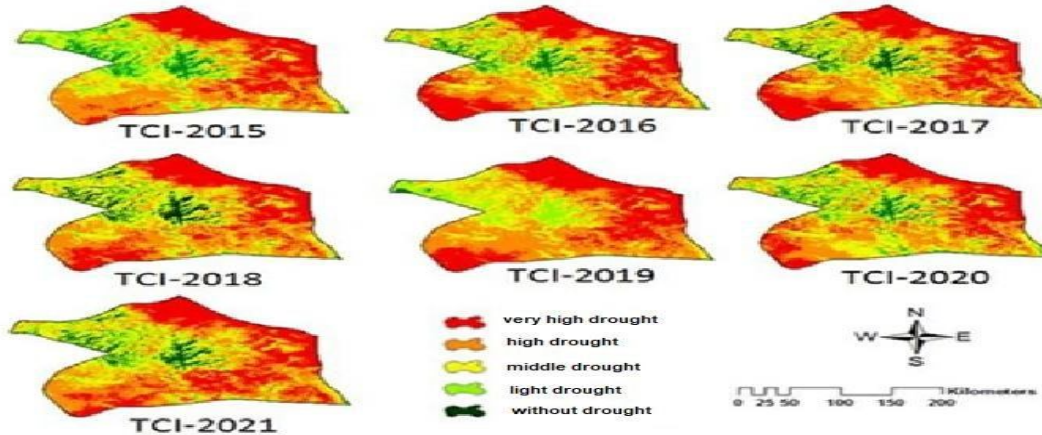 TCI-2015
TCI-2016
TCI-2017
TCI-2018
TCI-2019
TCI-2020
TCI-2021
very high drought
high drought
middle drought
light drought
without drought
N
W E
S
Kilometers
0 25 50 100 150 200